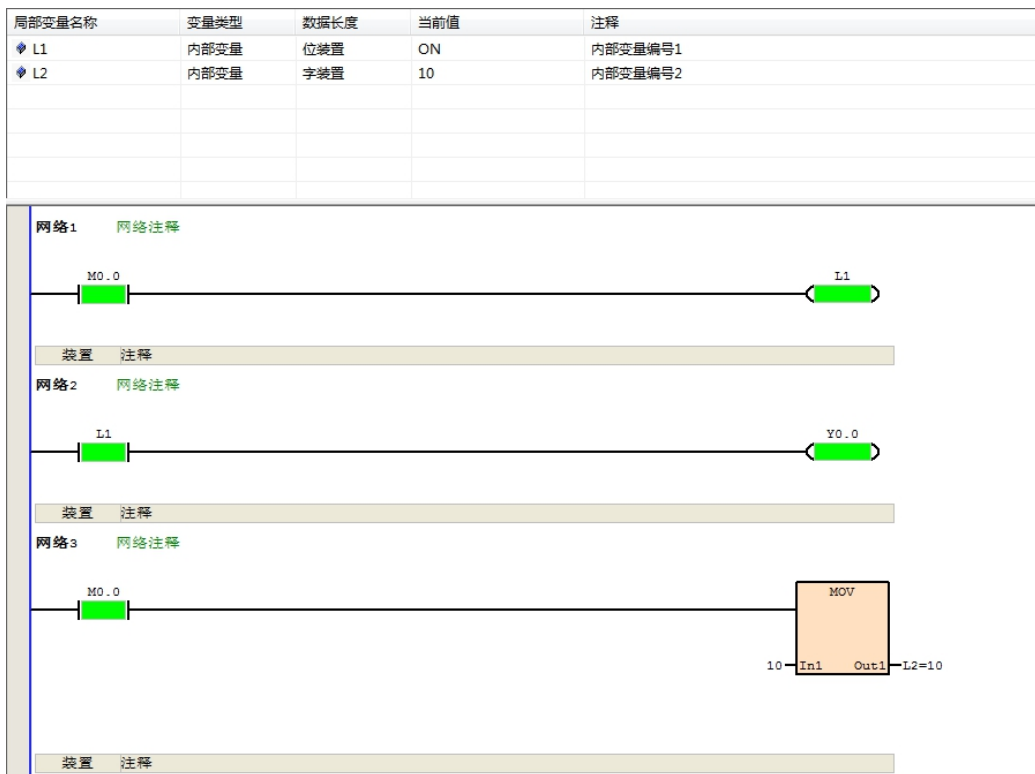 局部变量名称 变量类型 数据长度 当前值 注释
L1 内部变量 位装置 ON 内部变量编号1
L2 内部变量 字装置 10 内部变量编号2
网络1 网络注释
M0.0 L1
装置 注释
网络2 网络注释
L1 Y0.0
装置 注释
网络3 网络注释
M0.0 MOV
10 In1 Out1 L2=10
装置 注释